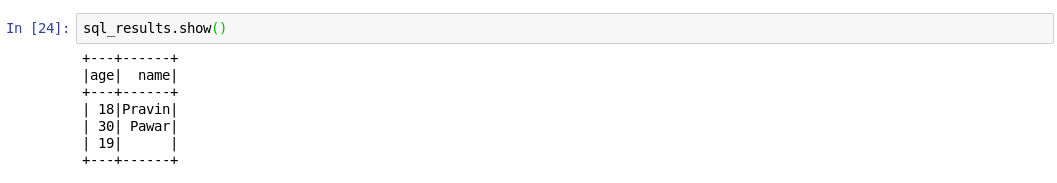 In [24]: sql_results.show()
+---+------+
|age|  name|
+---+------+
| 18|Pravin|
| 30| Pawar|
| 19|      |
+---+------+